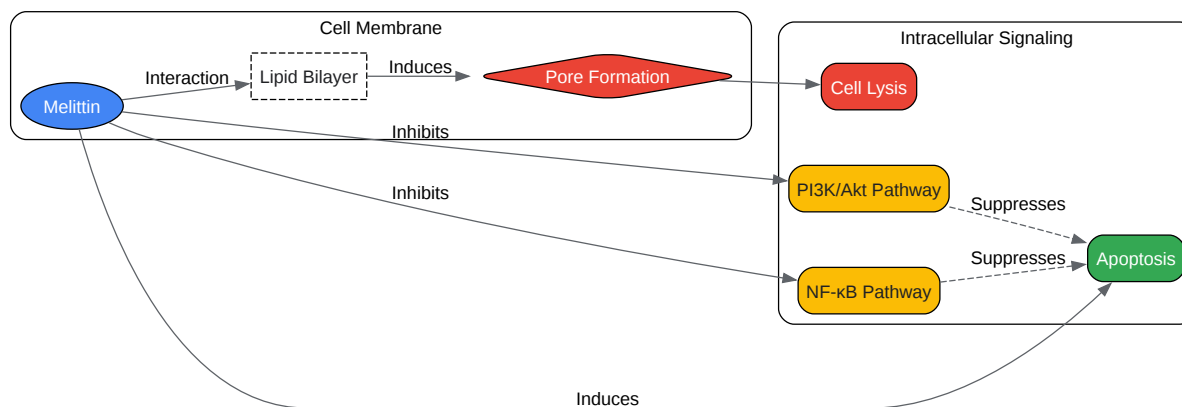 Cell Membrane
Intracellular Signaling
Interaction
Lipid Bilayer
Induces
Pore Formation
Cell Lysis
Melittin
Inhibits
PI3K/Akt Pathway
Inhibits
Suppresses
Suppresses
Apoptosis
NF-κB Pathway
Induces